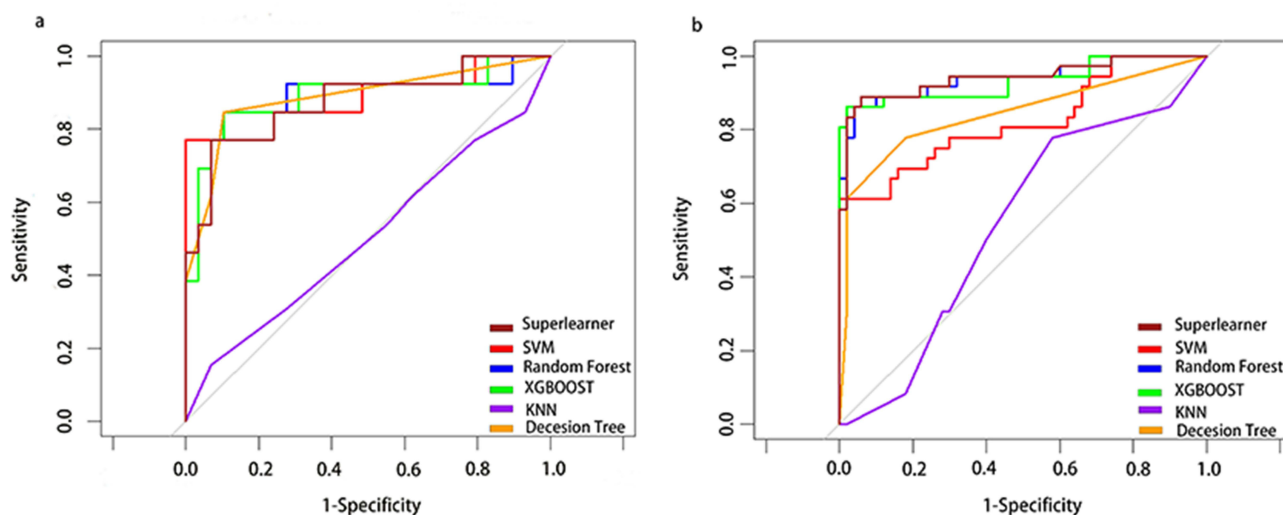 a
Sensitivity
1.0
0.8
0.6
0.4
0.2
0.0
Superlearner
SVM
Random Forest
XGBOOST
KNN
Decesion Tree
0.0 0.2 0.4 0.6 0.8 1.0
1-Specificity
b
Sensitivity
1.0
0.8
0.6
0.4
0.2
0.0
Superlearner
SVM
Random Forest
XGBOOST
KNN
Decesion Tree
0.0 0.2 0.4 0.6 0.8 1.0
1-Specificity